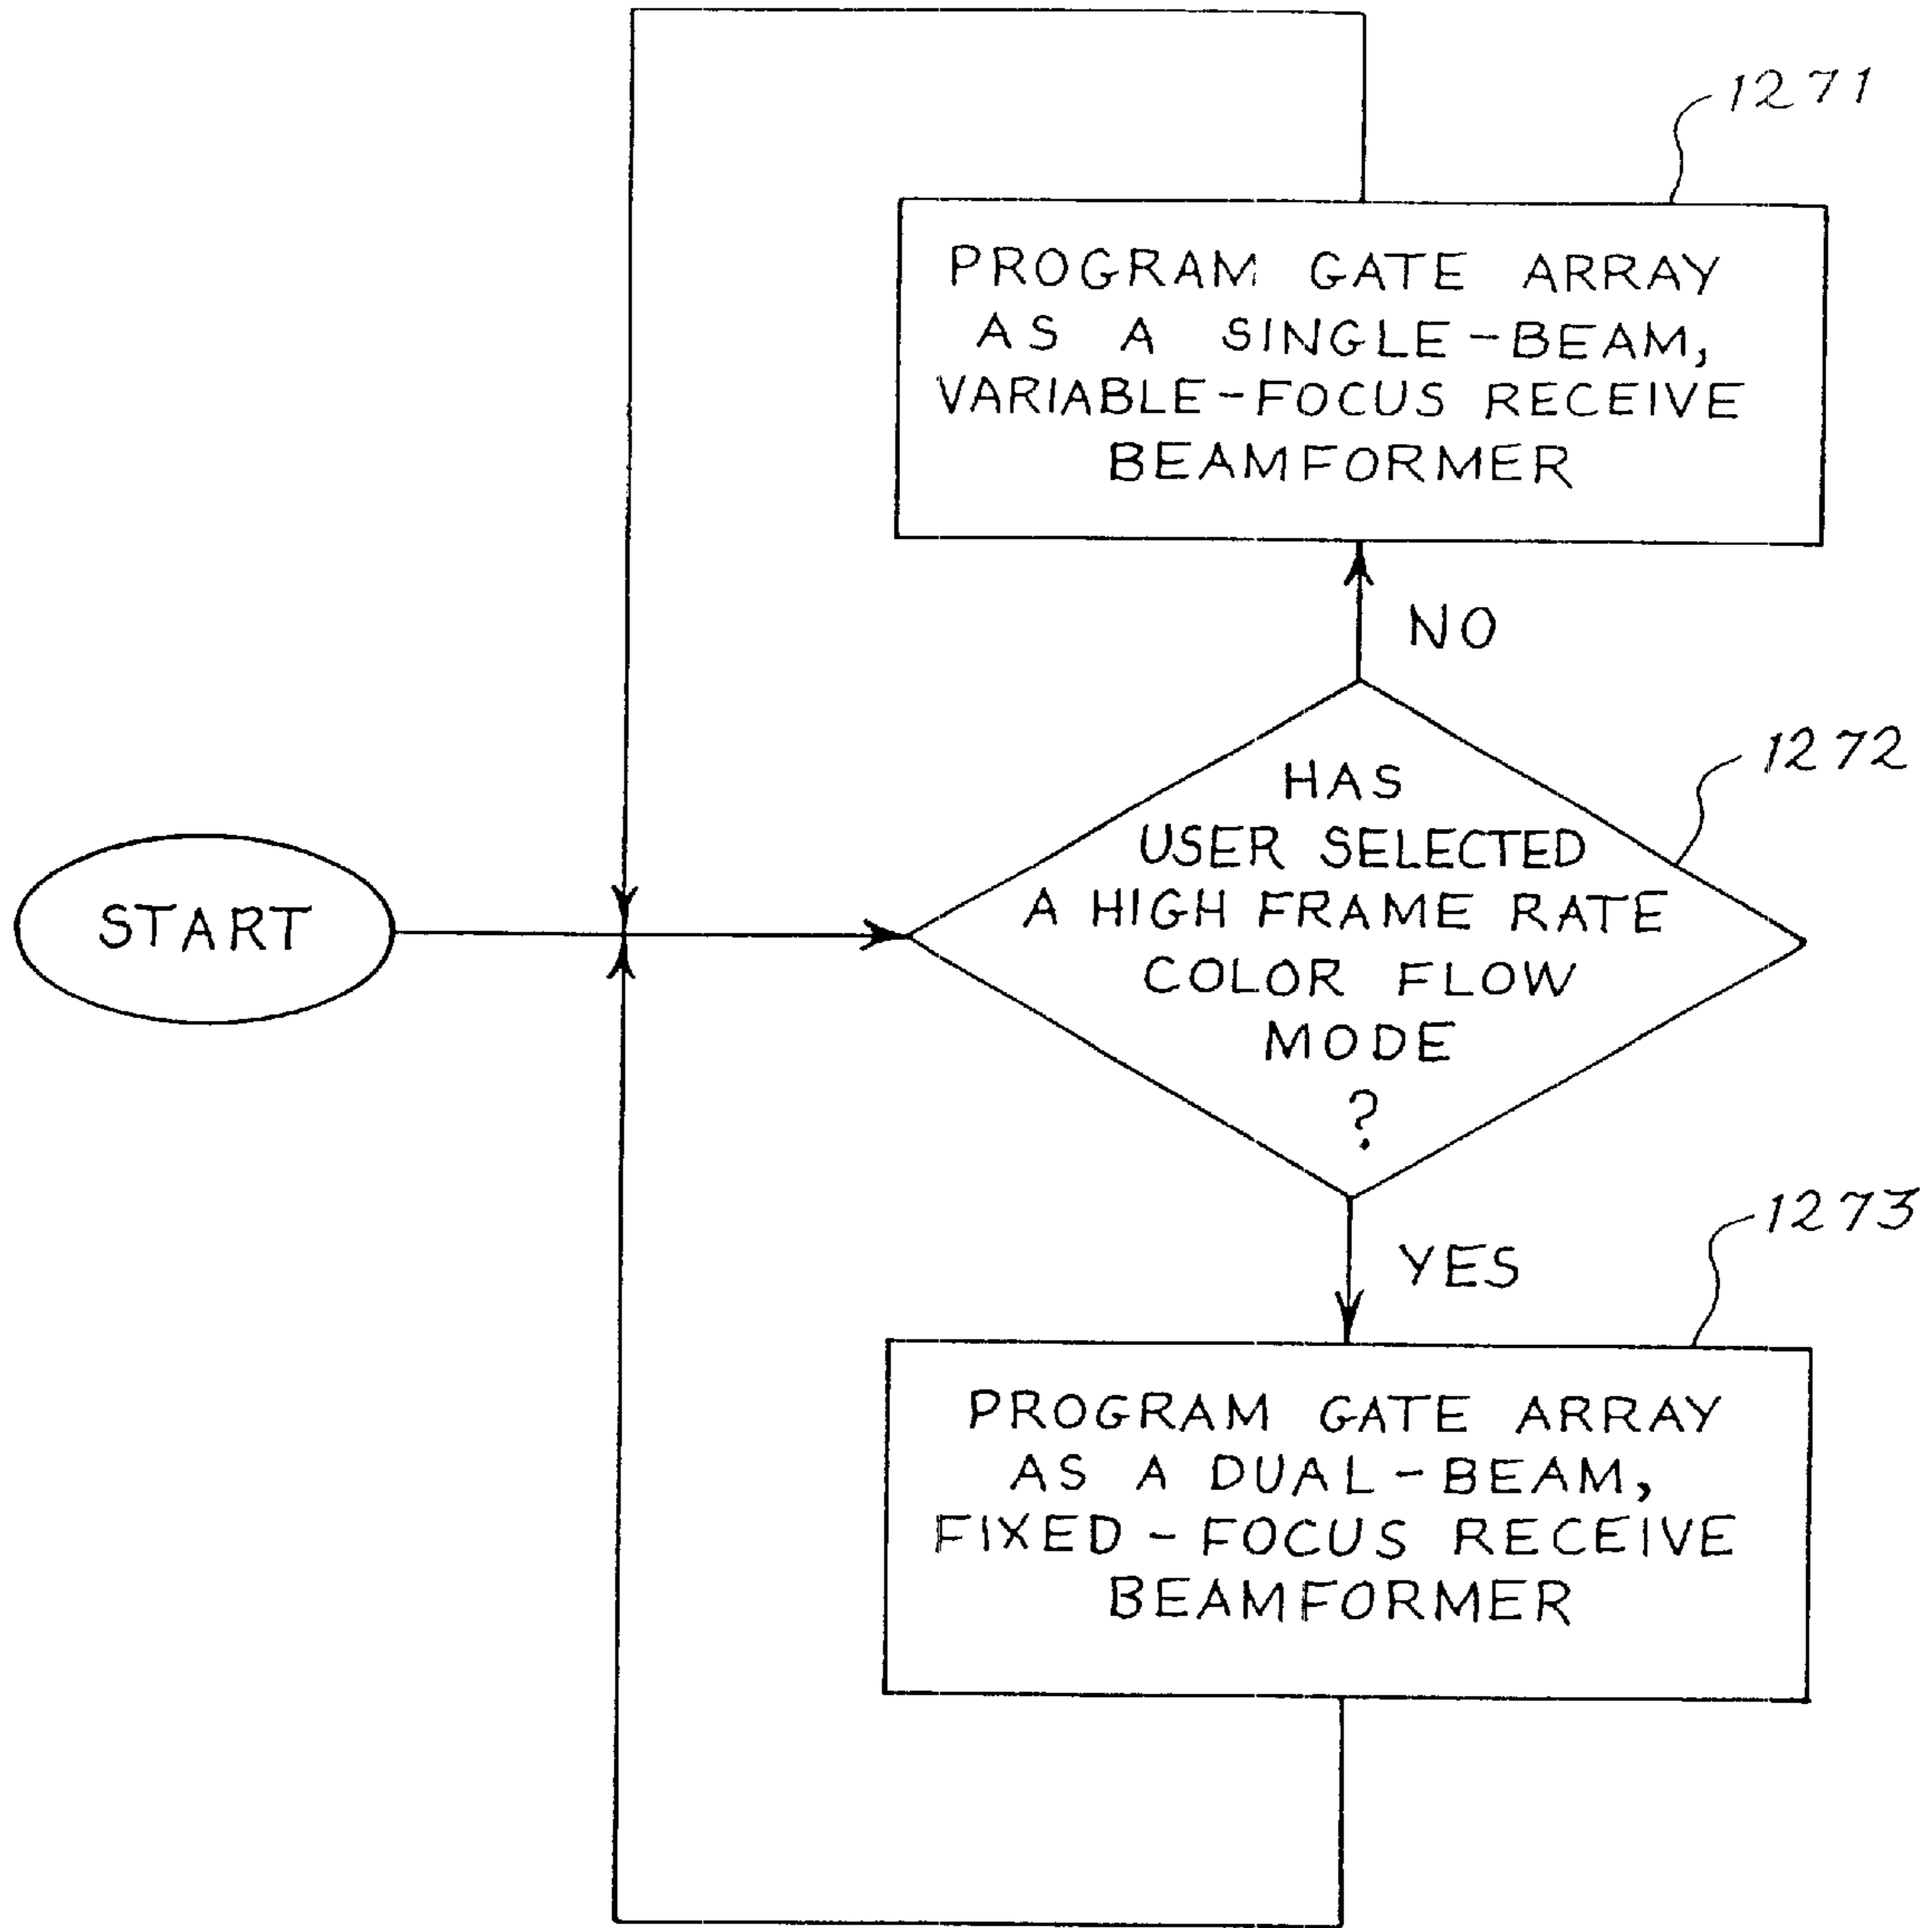 1271
PROGRAM GATE ARRAY
AS A SINGLE-BEAM,
VARIABLE-FOCUS RECEIVE
BEAMFORMER
NO
1272
HAS
USER SELECTED
A HIGH FRAME RATE
COLOR FLOW
MODE
?
START
1273
YES
PROGRAM GATE ARRAY
AS A DUAL-BEAM,
FIXED-FOCUS RECEIVE
BEAMFORMER